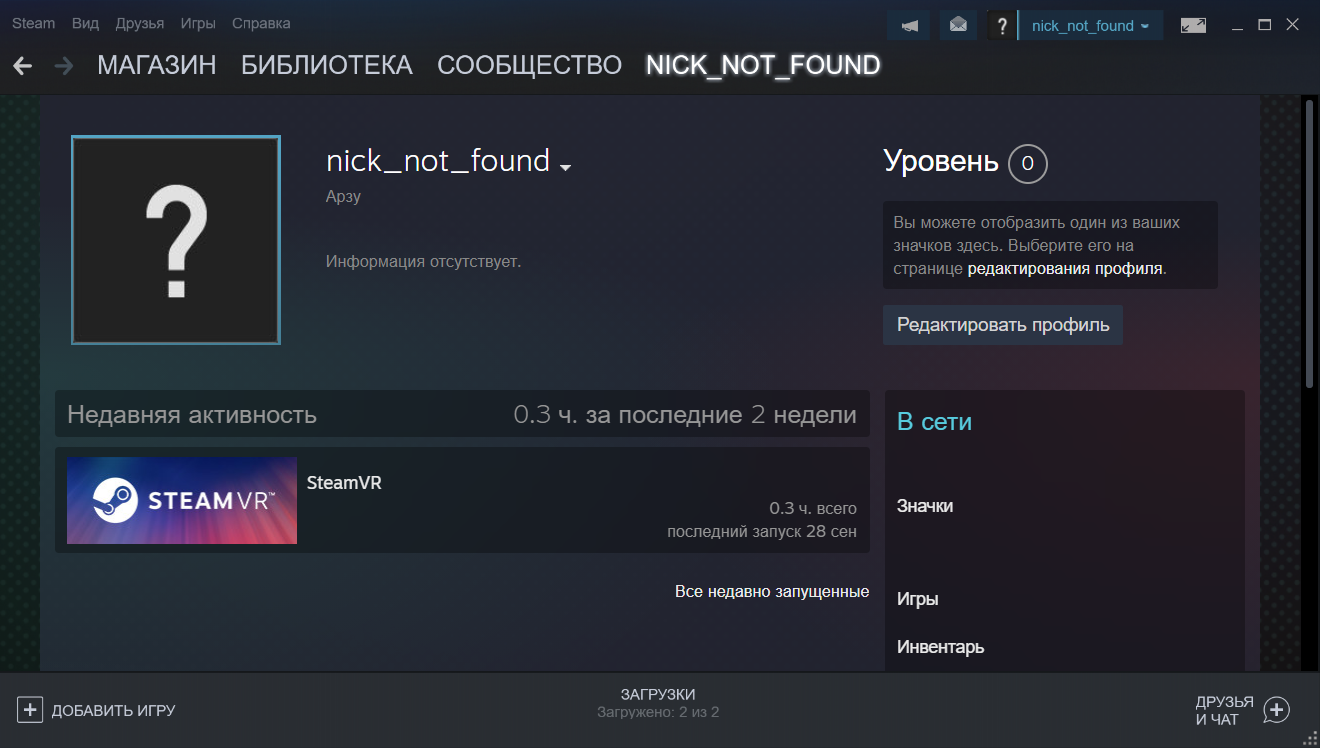 Steam Вид Друзья Игры Справка
? nick_not_found
МАГАЗИН БИБЛИОТЕКА СООБЩЕСТВО NICK_NOT_FOUND
?
nick_not_found
Арзу
Информация отсутствует.
Уровень 0
Вы можете отобразить один из ваших
значков здесь. Выберите его на
странице редактирования профиля.
Редактировать профиль
Недавняя активность 0.3 ч. за последние 2 недели
STEAMVR™
SteamVR
0.3 ч. всего
последний запуск 28 сен
Все недавно запущенные
В сети
Значки
Игры
Инвентарь
ДОБАВИТЬ ИГРУ
ЗАГРУЗКИ
Загружено: 2 из 2
ДРУЗЬЯ
И ЧАТ